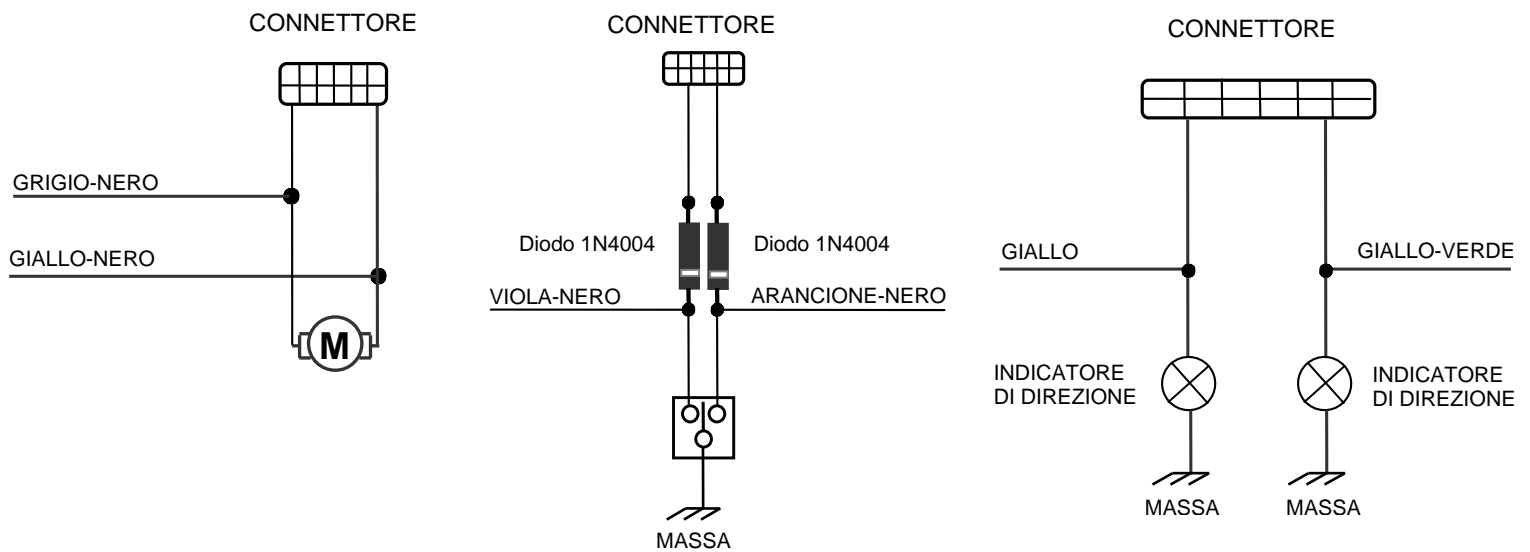 CONNETTORE
GRIGIO-NERO
GIALLO-NERO
M
CONNETTORE
Diodo 1N4004
Diodo 1N4004
VIOLA-NERO
ARANCIONE-NERO
MASSA
CONNETTORE
GIALLO
GIALLO-VERDE
INDICATORE
DI DIREZIONE
INDICATORE
DI DIREZIONE
MASSA
MASSA